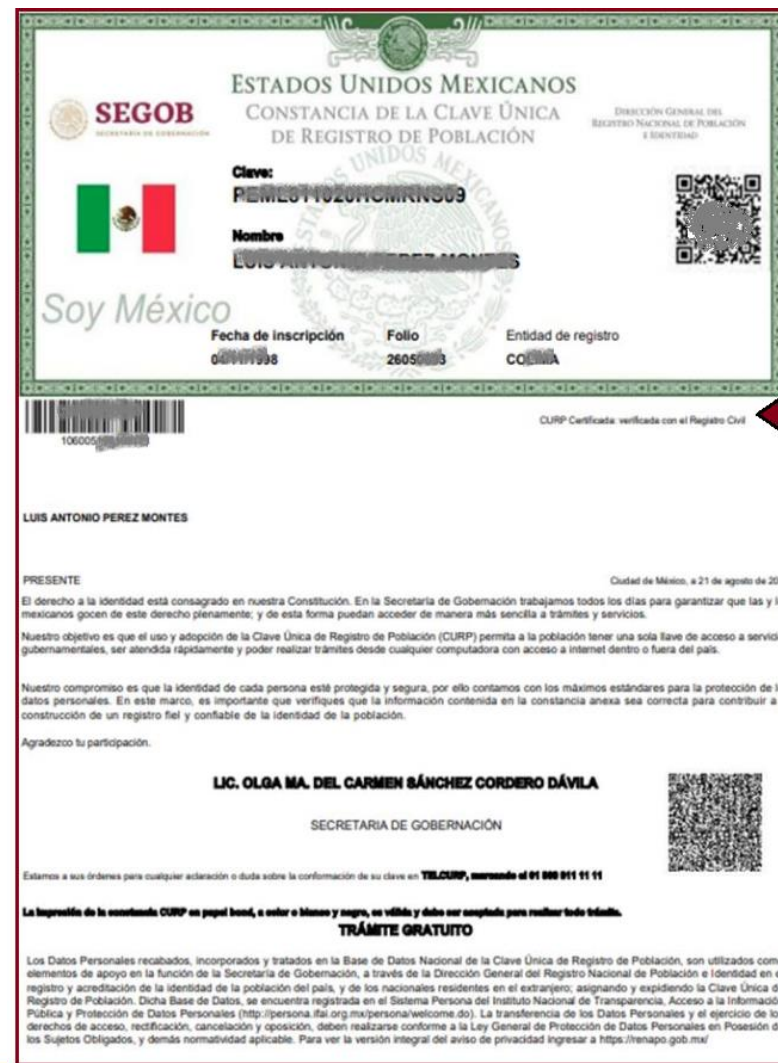 ESTADOS UNIDOS MEXICANOS
SEGOB
SECRETARÍA DE GOBERNACIÓN
CONSTANCIA DE LA CLAVE ÚNICA
DE REGISTRO DE POBLACIÓN
DIRECCIÓN GENERAL DEL
REGISTRO NACIONAL DE POBLACIÓN
E IDENTIDAD
UNIDOS MEXICANOS
Clave:
Nombre
Soy México
Fecha de inscripción Folio Entidad de registro
CURP Certificada: verificada con el Registro Civil
LUIS ANTONIO PEREZ MONTES
PRESENTE Ciudad de México, a 21 de agosto de 20
El derecho a la identidad está consagrado en nuestra Constitución. En la Secretaría de Gobernación trabajamos todos los días para garantizar que las y l
mexicanos gocen de este derecho plenamente; y de esta forma puedan acceder de manera más sencilla a trámites y servicios.
Nuestro objetivo es que el uso y adopción de la Clave Única de Registro de Población (CURP) permita a la población tener una sola llave de acceso a servici
gubernamentales, ser atendida rápidamente y poder realizar trámites desde cualquier computadora con acceso a internet dentro o fuera del país.
Nuestro compromiso es que la identidad de cada persona esté protegida y segura, por ello contamos con los máximos estándares para la protección de l
datos personales. En este marco, es importante que verifiques que la información contenida en la constancia anexa sea correcta para contribuir a
construcción de un registro fiel y confiable de la identidad de la población.
Agradezco tu participación.
LIC. OLGA MA. DEL CARMEN SÁNCHEZ CORDERO DÁVILA
SECRETARIA DE GOBERNACIÓN
Estamos a sus órdenes para cualquier aclaración o duda sobre la conformación de su clave en TELCURP, marcando al 01 800 911 11 11
La impresión de la constancia CURP en papel bond, a color o blanco y negro, es válida y debe ser aceptada para realizar todo trámite.
TRÁMITE GRATUITO
Los Datos Personales recabados, incorporados y tratados en la Base de Datos Nacional de la Clave Única de Registro de Población, son utilizados com
elementos de apoyo en la función de la Secretaría de Gobernación, a través de la Dirección General del Registro Nacional de Población e Identidad en
registro y acreditación de la identidad de la población del país, y de los nacionales residentes en el extranjero; asignando y expidiendo la Clave Única d
Registro de Población. Dicha Base de Datos, se encuentra registrada en el Sistema Persona del Instituto Nacional de Transparencia, Acceso a la Informació
Pública y Protección de Datos Personales (http://persona.ifai.org.mx/persona/welcome.do). La transferencia de los Datos Personales y el ejercicio de lo
derechos de acceso, rectificación, cancelación y oposición, deben realizarse conforme a la Ley General de Protección de Datos Personales en Posesión d
los Sujetos Obligados, y demás normatividad aplicable. Para ver la versión integral del aviso de privacidad ingresar a https://renapo.gob.mx/